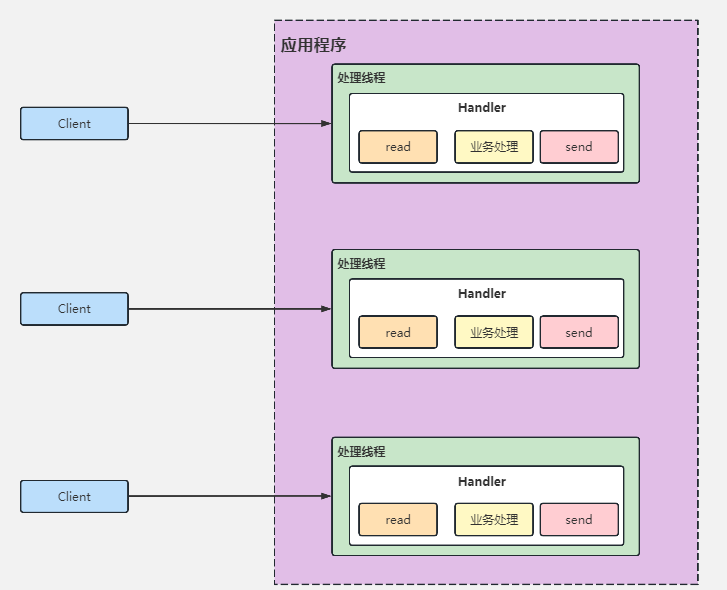 应用程序
处理线程
Handler
Client
read
业务处理
send
处理线程
Handler
Client
read
业务处理
send
处理线程
Handler
Client
read
业务处理
send